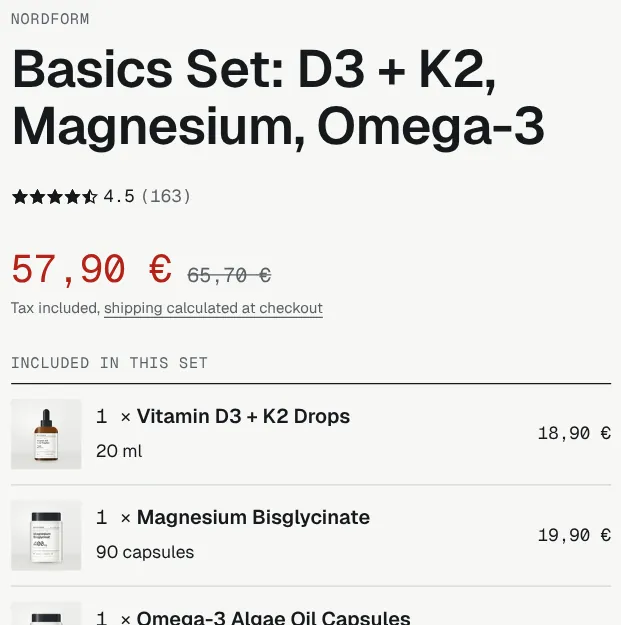 NORDFORM
Basics Set: D3 + K2,
Magnesium, Omega-3
4.5 (163)
57,90 € 65,70 €
Tax included, shipping calculated at checkout
INCLUDED IN THIS SET
1 × Vitamin D3 + K2 Drops
20 ml
18,90 €
1 × Magnesium Bisglycinate
90 capsules
19,90 €
1 × Omega-3 Algae Oil Capsules